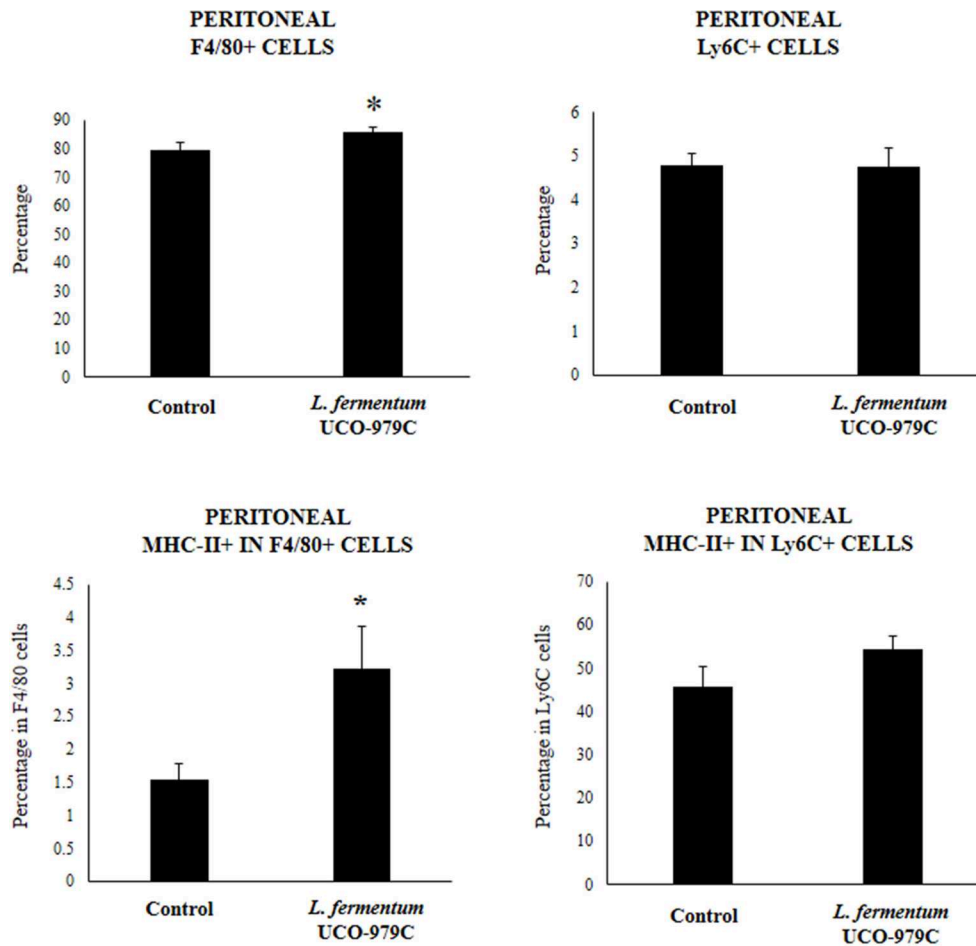 PERITONEAL
F4/80+ CELLS
*
90
80
70
60
50
40
30
20
10
0
Percentage
Control
L. fermentum
UCO-979C
PERITONEAL
Ly6C+ CELLS
6
5
4
3
2
1
0
Percentage
Control
L. fermentum
UCO-979C
PERITONEAL
MHC-II+ IN F4/80+ CELLS
*
4.5
4
3.5
3
2.5
2
1.5
1
0.5
0
Percentage in F4/80 cells
Control
L. fermentum
UCO-979C
PERITONEAL
MHC-II+ IN Ly6C+ CELLS
70
60
50
40
30
20
10
0
Percentage in Ly6C cells
Control
L. fermentum
UCO-979C